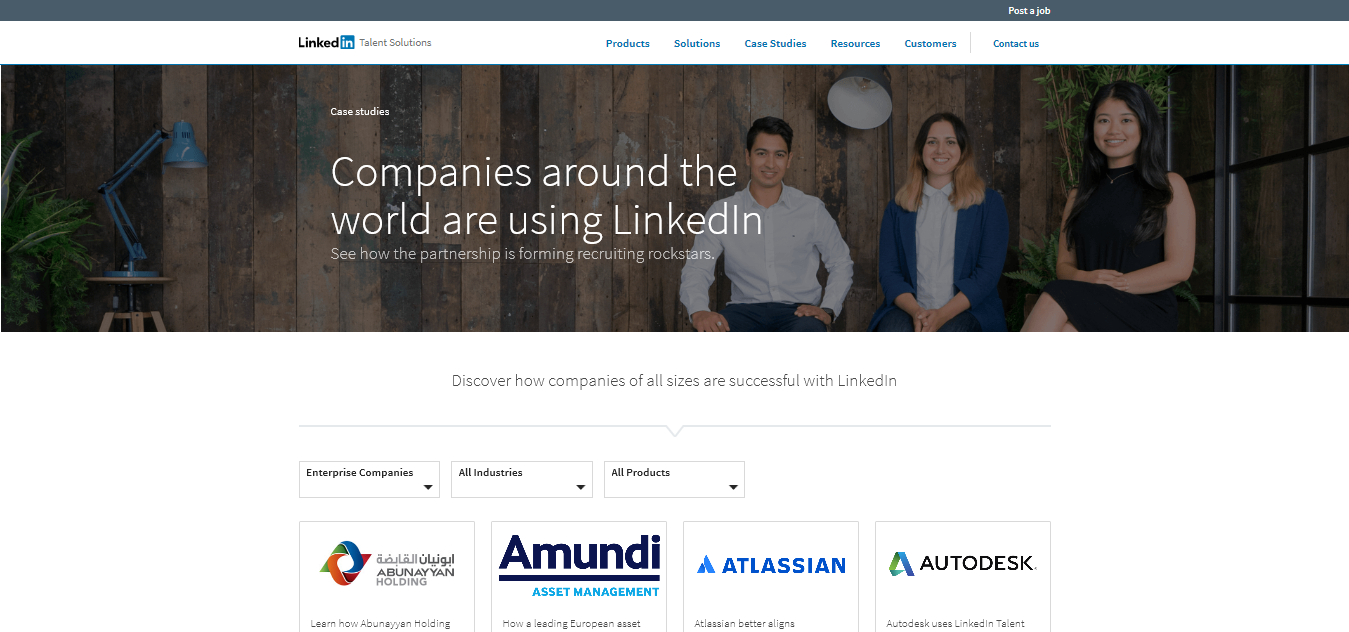 Post a job
Linked in Talent Solutions
Products Solutions Case Studies Resources Customers Contact us
Case studies
Companies around the
world are using LinkedIn
See how the partnership is forming recruiting rockstars.
Discover how companies of all sizes are successful with LinkedIn
Enterprise Companies All Industries All Products
ابونيان القابضة
ABUNAYYAN
HOLDING
Amundi
ASSET MANAGEMENT
ATLASSIAN
AUTODESK
Learn how Abunayyan Holding
How a leading European asset
Atlassian better aligns
Autodesk uses LinkedIn Talent